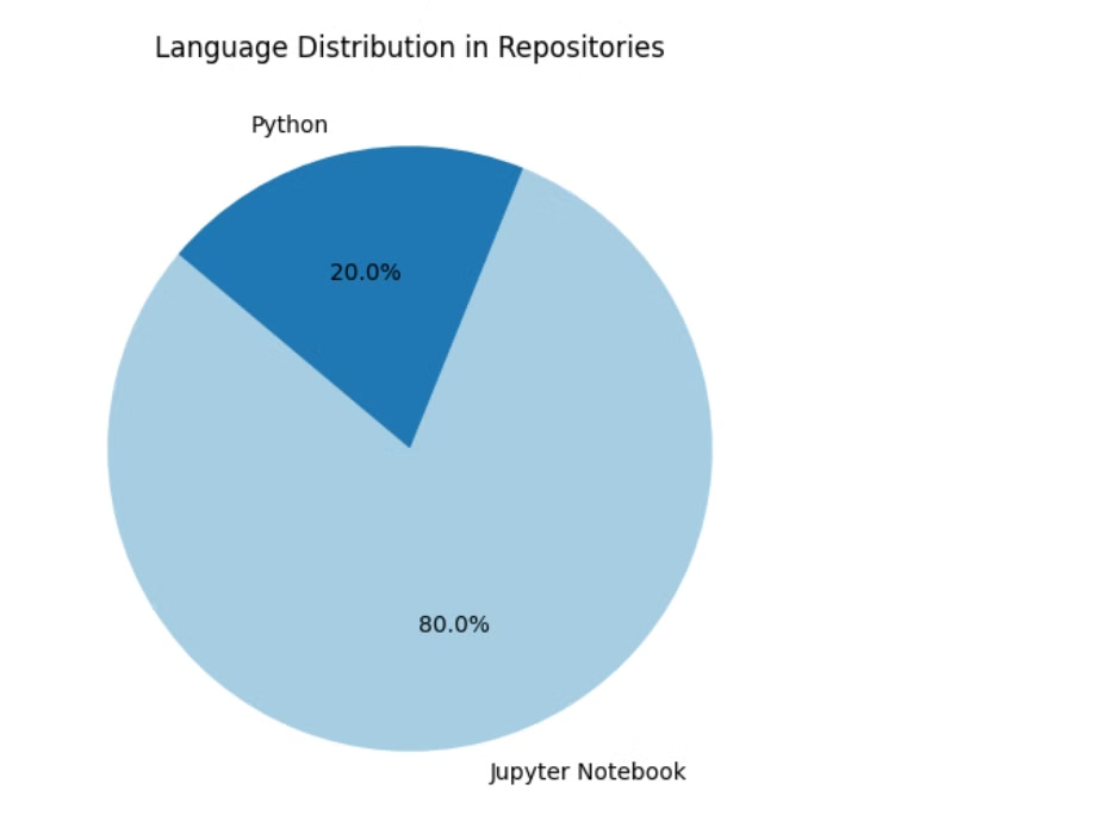 Language Distribution in Repositories
Python
20.0%
80.0%
Jupyter Notebook